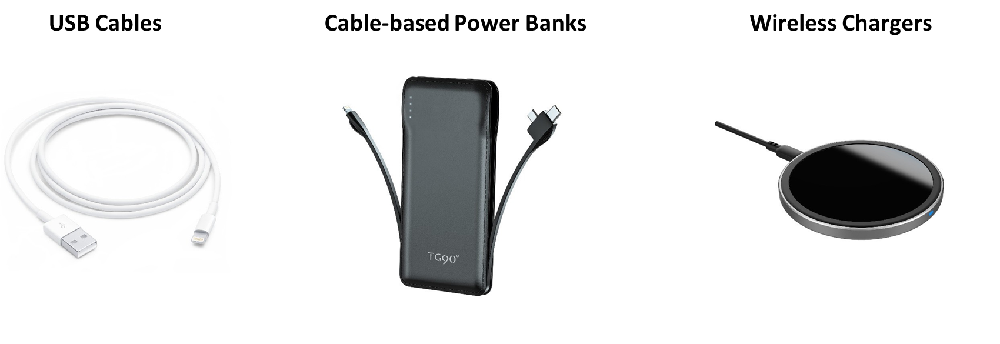 USB Cables
Cable-based Power Banks
Wireless Chargers
TG90°